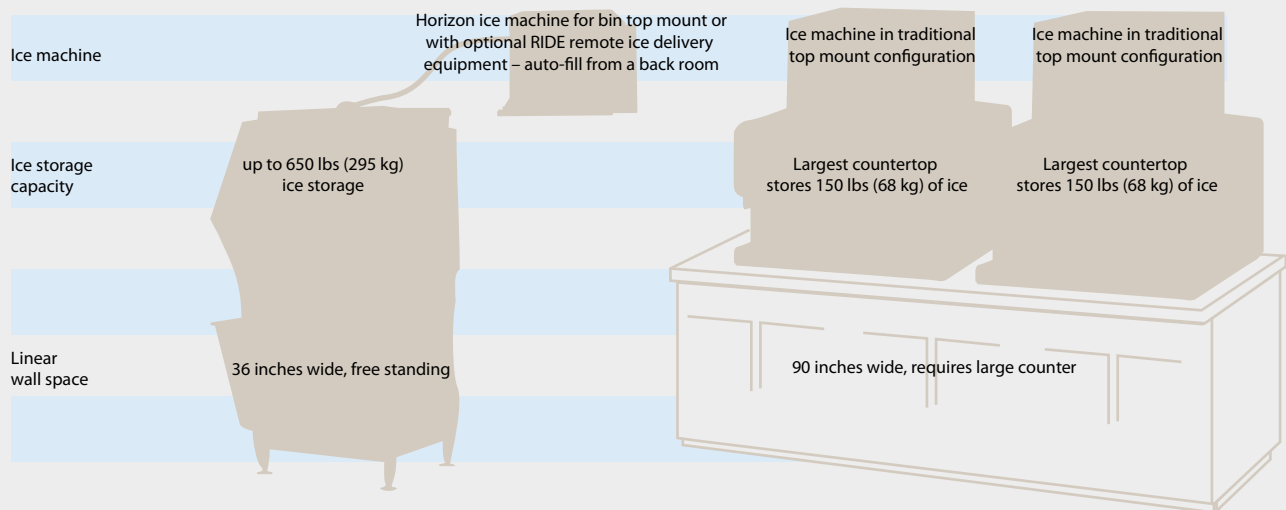 Ice machine
Horizon ice machine for bin top mount or
with optional RIDE remote ice delivery
equipment – auto-fill from a back room
Ice machine in traditional
top mount configuration
Ice machine in traditional
top mount configuration
Ice storage
capacity
up to 650 lbs (295 kg)
ice storage
Largest countertop
stores 150 lbs (68 kg) of ice
Largest countertop
stores 150 lbs (68 kg) of ice
Linear
wall space
36 inches wide, free standing
90 inches wide, requires large counter